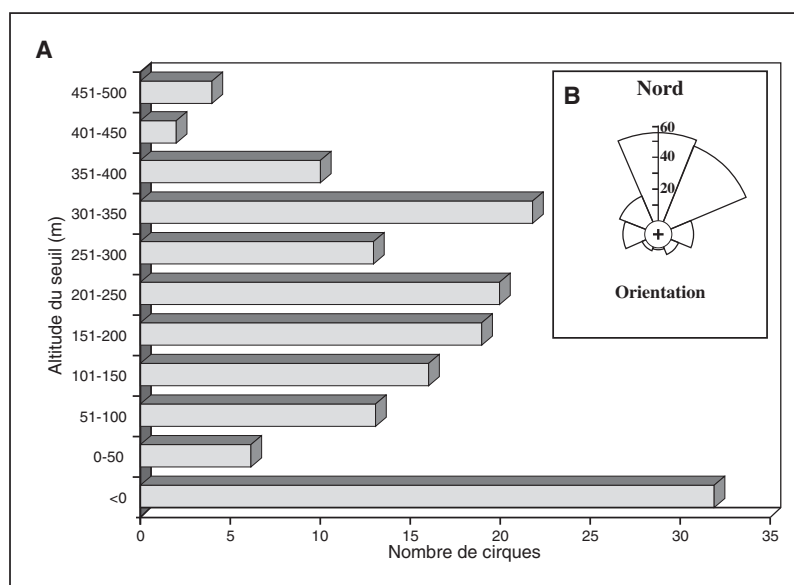 A
451-500
401-450
351-400
301-350
251-300
201-250
151-200
101-150
51-100
0-50
<0
Altitude du seuil (m)
0 5 10 15 20 25 30 35
Nombre de cirques
B
Nord
60
40
20
Orientation